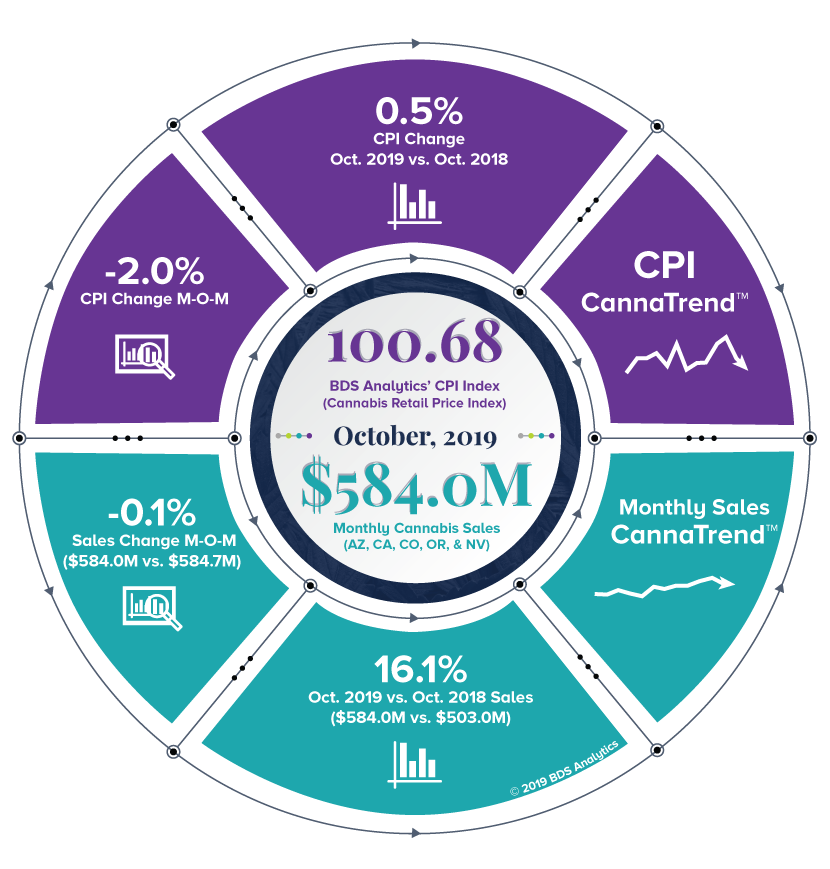 0.5%
CPI Change
Oct. 2019 vs. Oct. 2018
-2.0%
CPI Change M-O-M
CPI
CannaTrend™
100.68
BDS Analytics' CPI Index
(Cannabis Retail Price Index)
October, 2019
$584.0M
Monthly Cannabis Sales
(AZ, CA, CO, OR, & NV)
-0.1%
Sales Change M-O-M
($584.0M vs. $584.7M)
Monthly Sales
CannaTrend™
16.1%
Oct. 2019 vs. Oct. 2018 Sales
($584.0M vs. $503.0M)
© 2019 BDS Analytics